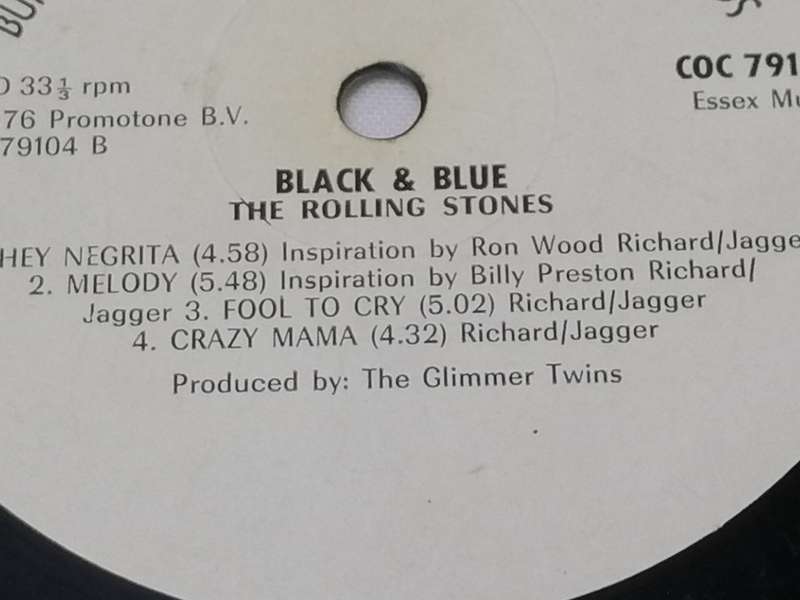 BU
O 33⅓ rpm
COC 791
76 Promotone B.V.
Essex Mu
79104 B
BLACK & BLUE
THE ROLLING STONES
HEY NEGRITA (4.58) Inspiration by Ron Wood Richard/Jagge
2. MELODY (5.48) Inspiration by Billy Preston Richard/
Jagger 3. FOOL TO CRY (5.02) Richard/Jagger
4. CRAZY MAMA (4.32) Richard/Jagger
Produced by: The Glimmer Twins